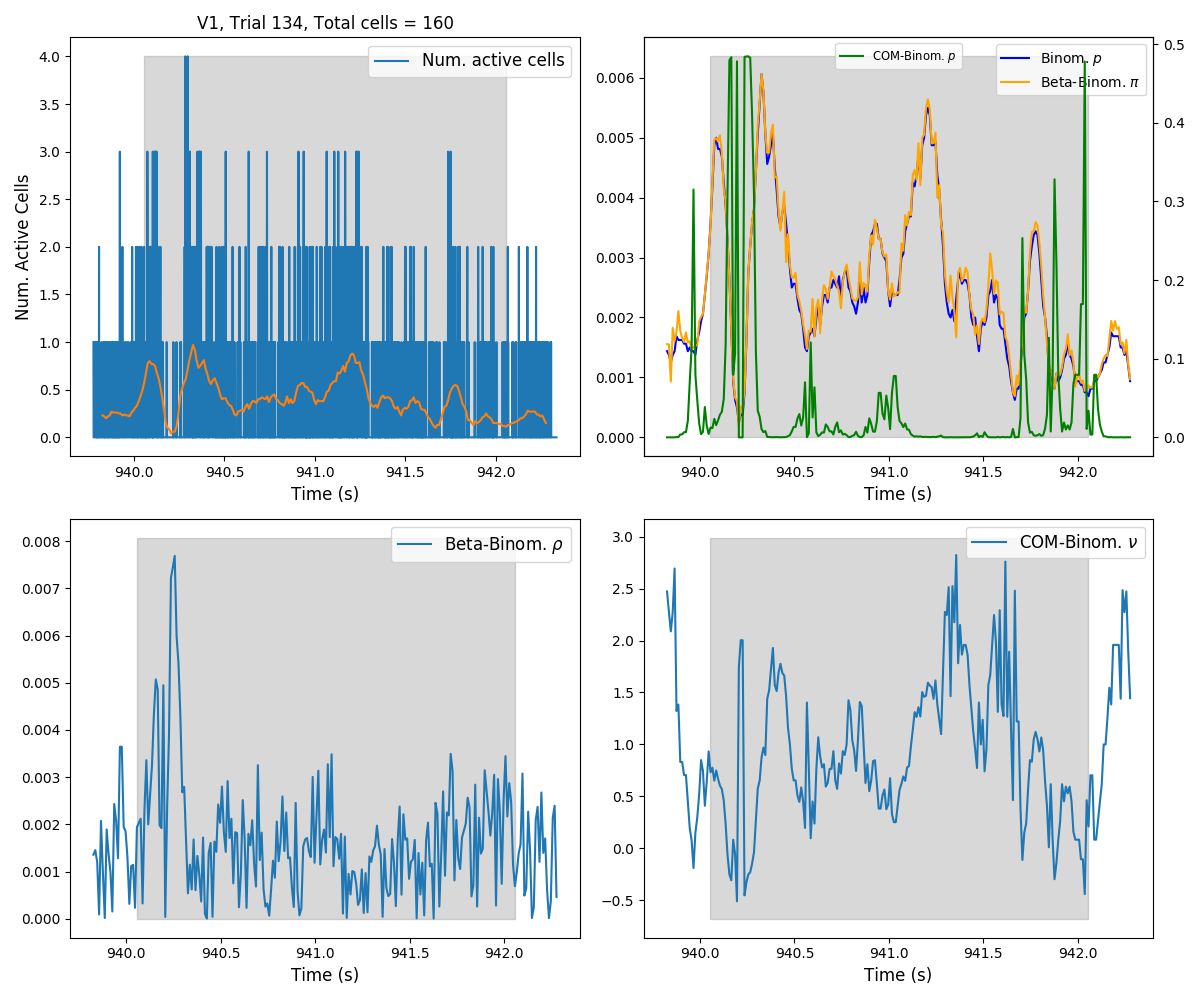 V1, Trial 134, Total cells = 160
Num. active cells
Num. Active Cells
4.0
3.5
3.0
2.5
2.0
1.5
1.0
0.5
0.0
940.0 940.5 941.0 941.5 942.0
Time (s)
COM-Binom. p
Binom. p
Beta-Binom. π
0.006
0.005
0.004
0.003
0.002
0.001
0.000
0.5
0.4
0.3
0.2
0.1
0.0
940.0 940.5 941.0 941.5 942.0
Time (s)
Beta-Binom. ρ
0.008
0.007
0.006
0.005
0.004
0.003
0.002
0.001
0.000
940.0 940.5 941.0 941.5 942.0
Time (s)
COM-Binom. ν
3.0
2.5
2.0
1.5
1.0
0.5
0.0
−0.5
940.0 940.5 941.0 941.5 942.0
Time (s)